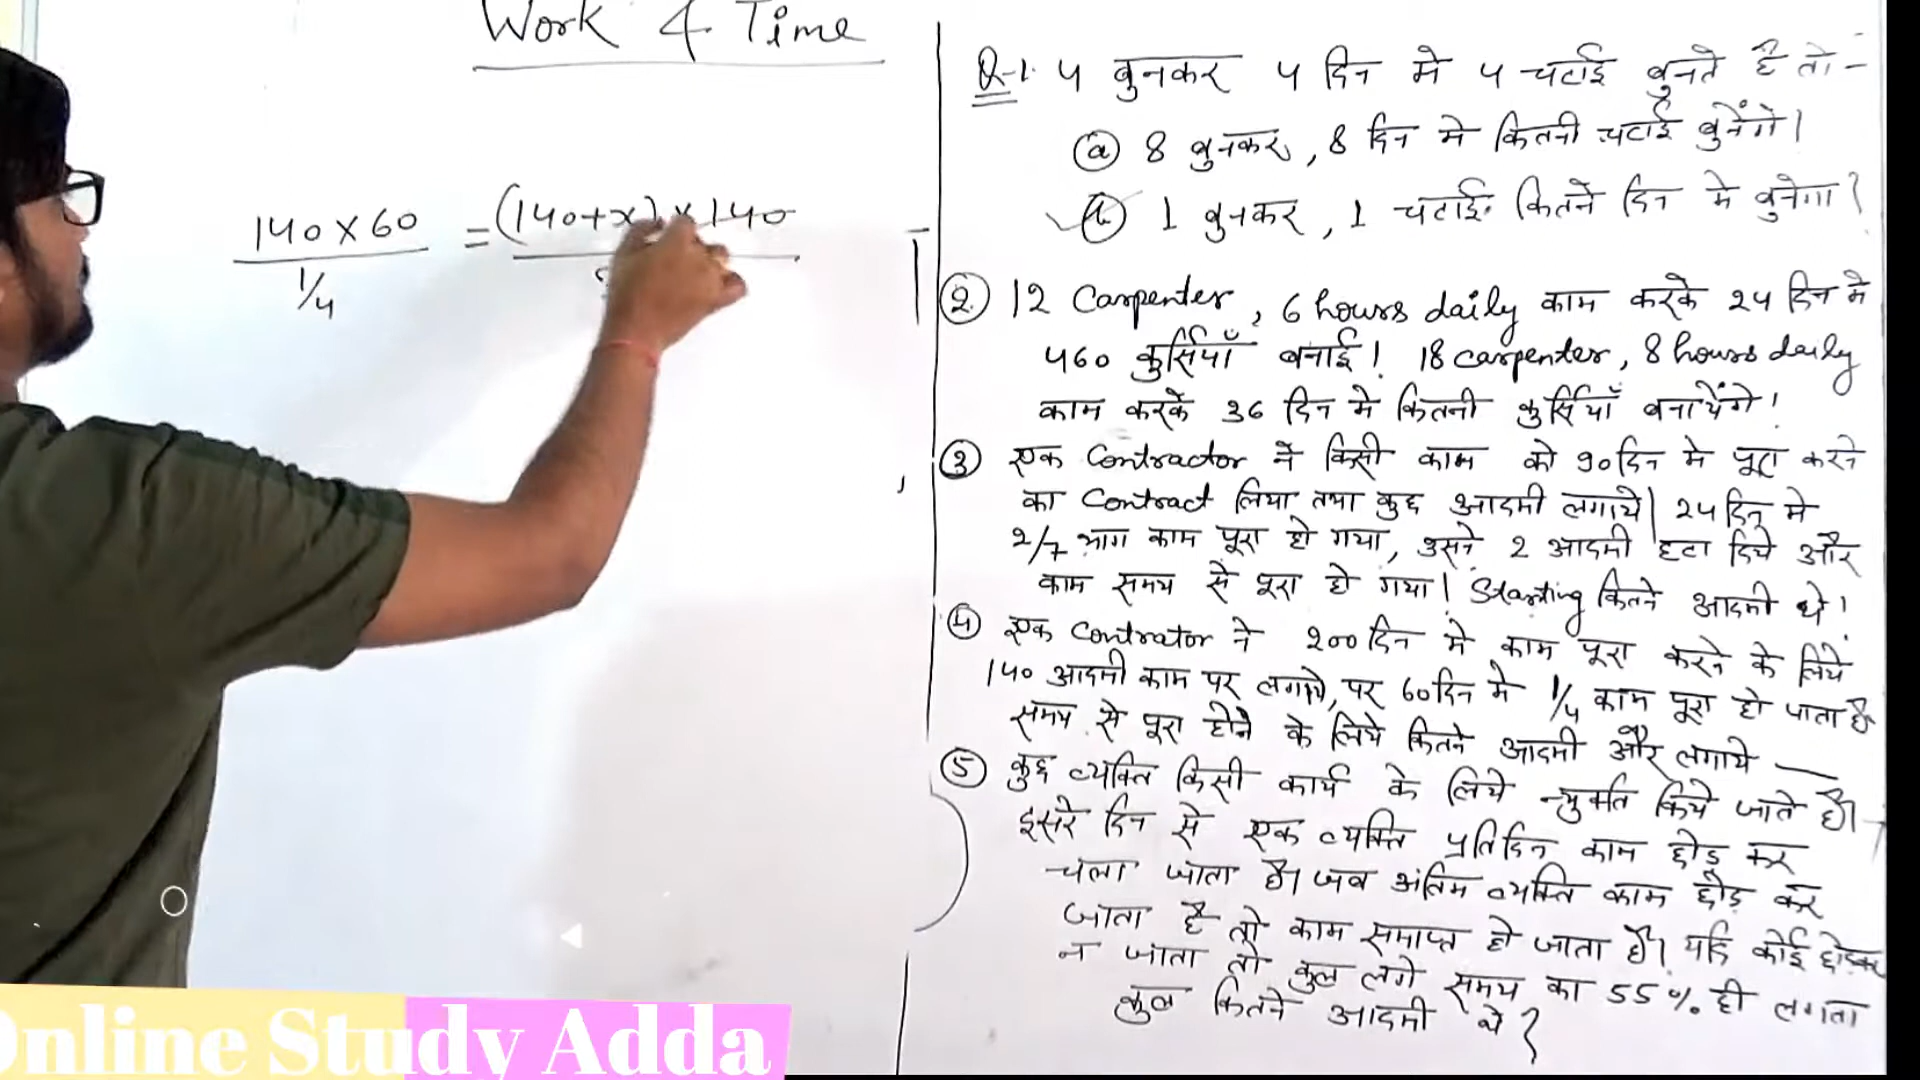 Work & Time
140 x 60 = (140+x) x 140
1/4
Q-1. 4 बुनकर 4 दिन मे 4 चटाई बुनते है तो-
(a) 8 बुनकर, 8 दिन मे कितनी चटाई बुनेंगे।
1 बुनकर, 1 चटाई कितने दिन मे बुनेगा?
(2) 12 Carpenter, 6 hours daily काम करके 24 दिन मे
460 कुर्सियाँ बनाई! 18 carpenter, 8 hours daily
काम करके 36 दिन मे कितनी कुर्सियाँ बनायेंगे!
(3) एक Contractor ने किसी काम को 90 दिन मे पूरा करने
का Contract लिया तथा कुछ आदमी लगाये। 24 दिन मे
2/7 भाग काम पूरा हो गया, उसने 2 आदमी हटा दिये और
काम समय से पूरा हो गया! Starting कितने आदमी थे!
(4) एक Contrator ने 200 दिन मे काम पूरा करने के लिये
140 आदमी काम पर लगाये, पर 60 दिन मे 1/4 काम पूरा हो पाता है
समय से पूरा होने के लिये कितने आदमी और लगाये —
(5) कुछ व्यक्ति किसी कार्य के लिये न्युक्ति किये जाते है।
दूसरे दिन से एक व्यक्ति प्रतिदिन काम छोड़ कर
चला जाता है। जब अंतिम व्यक्ति काम छोड़ कर
जाता है तो काम समाप्त हो जाता है। यदि कोई छोड़कर
न जाता तो कुल लगे समय का 55% ही लगता
कुल कितने आदमी थे?
Online Study Adda